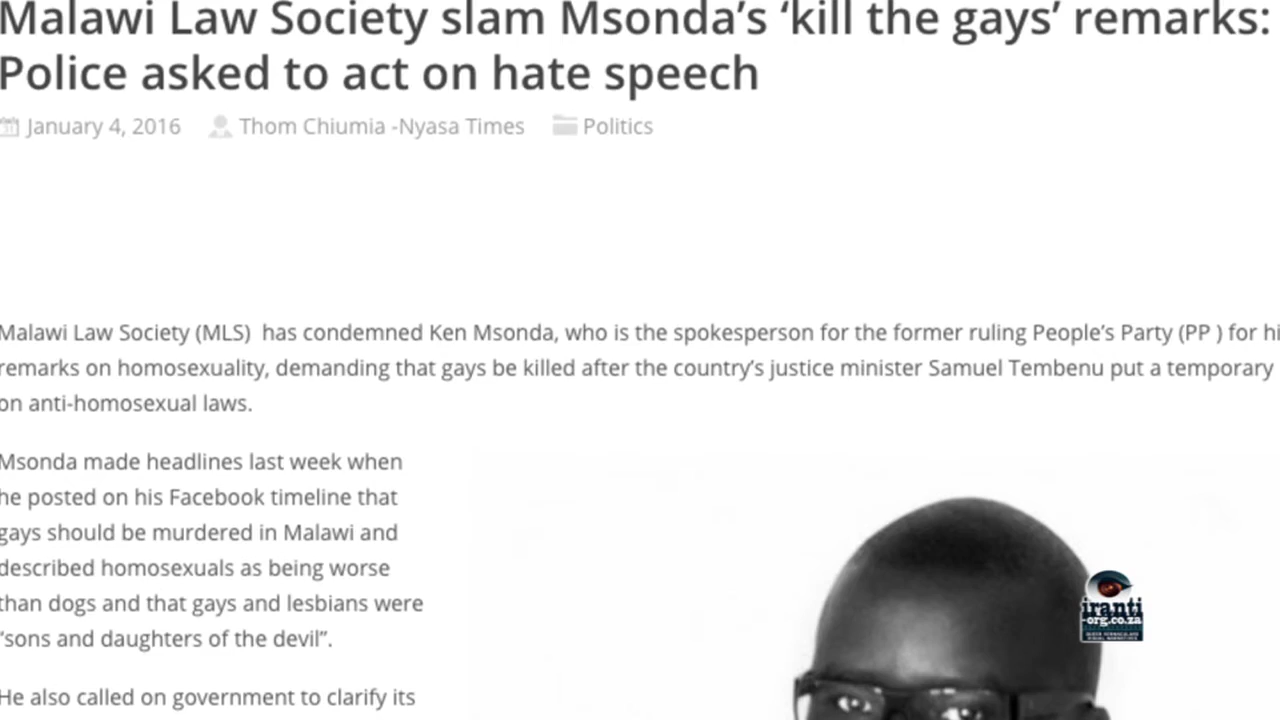 Malawi Law Society slam Msonda's 'kill the gays' remarks:
Police asked to act on hate speech
January 4, 2016 Thom Chiumia -Nyasa Times Politics
Malawi Law Society (MLS) has condemned Ken Msonda, who is the spokesperson for the former ruling People's Party (PP ) for hi
remarks on homosexuality, demanding that gays be killed after the country's justice minister Samuel Tembenu put a temporary
on anti-homosexual laws.
Msonda made headlines last week when
he posted on his Facebook timeline that
gays should be murdered in Malawi and
described homosexuals as being worse
than dogs and that gays and lesbians were
"sons and daughters of the devil".
He also called on government to clarify its
iranti
-org.co.za